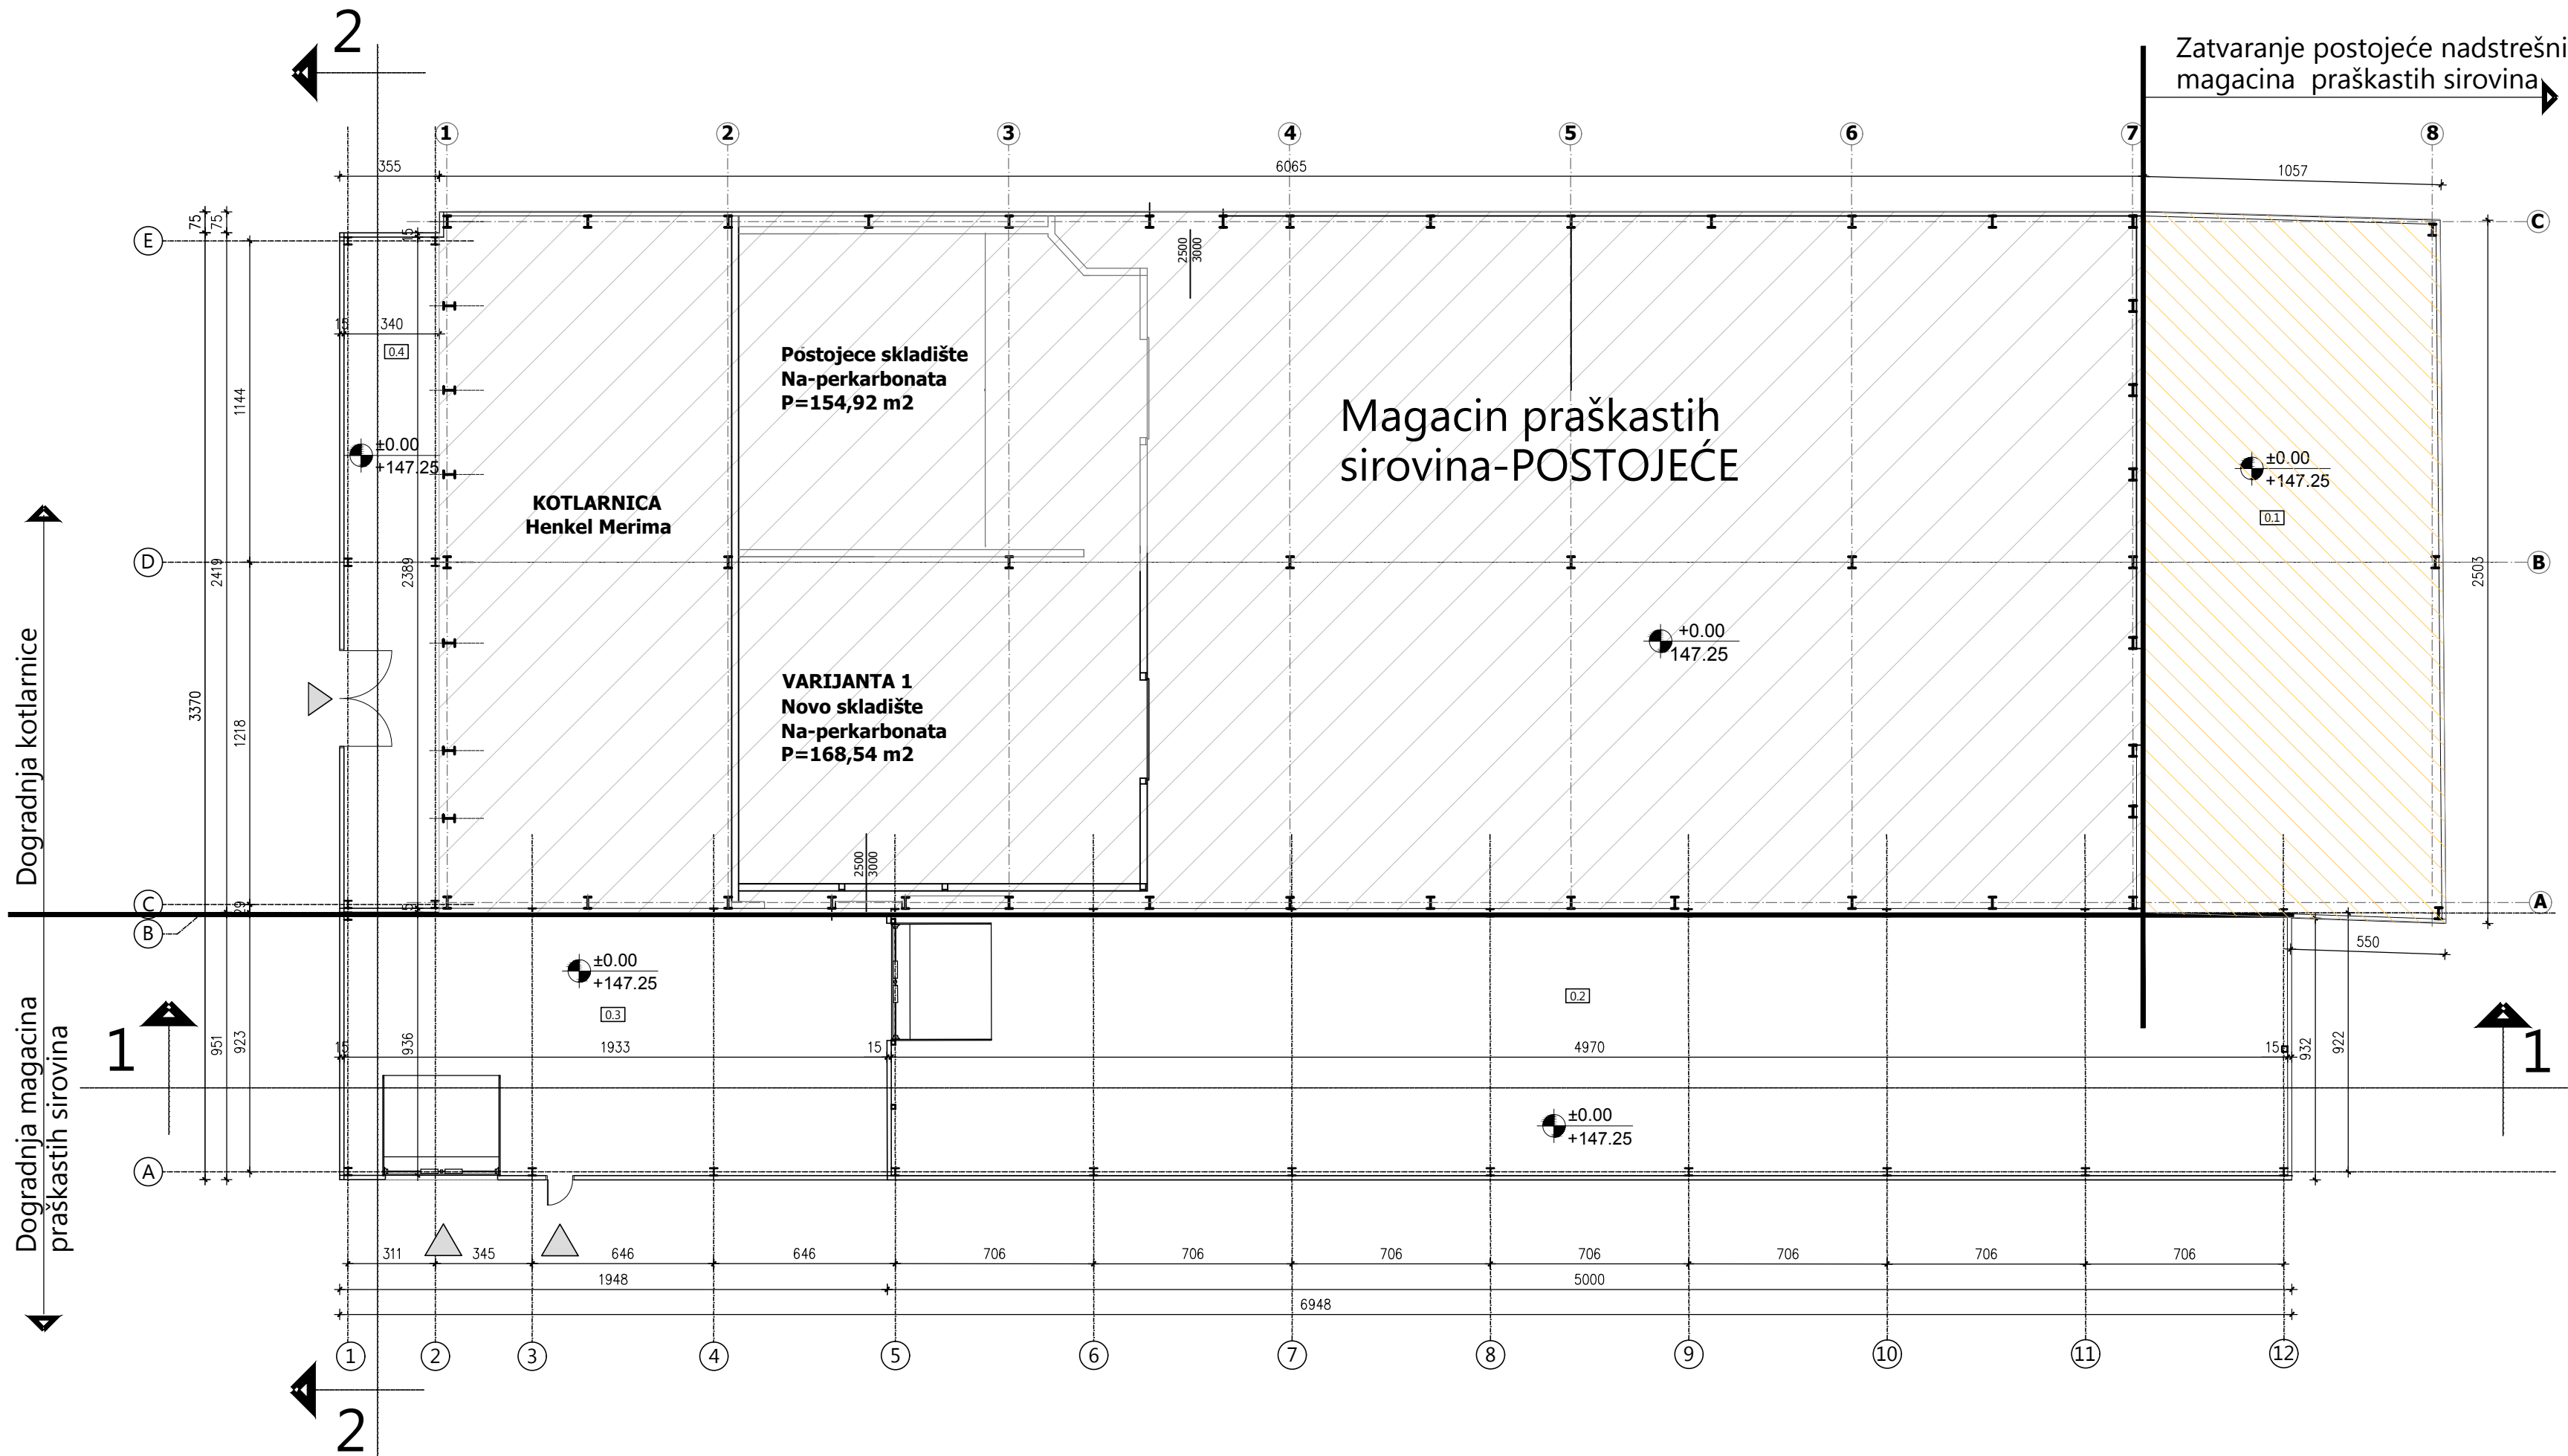 2
Zatvaranje postojeće nadstrešni
magacina praškastih sirovina
1 2 3 4 5 6 7 8
355 6065 1057
75 75
E
15
C
2500
3000
15 340
0.4
Postojece skladište
Na-perkarbonata
P=154,92 m2
Magacin praškastih
sirovina-POSTOJEĆE
1144
±0.00
+147.25
±0.00
+147.25
0.1
KOTLARNICA
Henkel Merima
D
2419
2389
B
2503
+0.00
147.25
Dogradnja kotlarnice
3370
1218
VARIJANTA 1
Novo skladište
Na-perkarbonata
P=168,54 m2
2500
3000
C
29
A
B
550
±0.00
+147.25
0.3
0.2
1
Dogradnja magacina
praškastih sirovina
951
923
936
15 1933 15 4970 15
932
922
1
±0.00
+147.25
A
311 345 646 646 706 706 706 706 706 706 706
1948 5000
6948
1 2 3 4 5 6 7 8 9 10 11 12
2